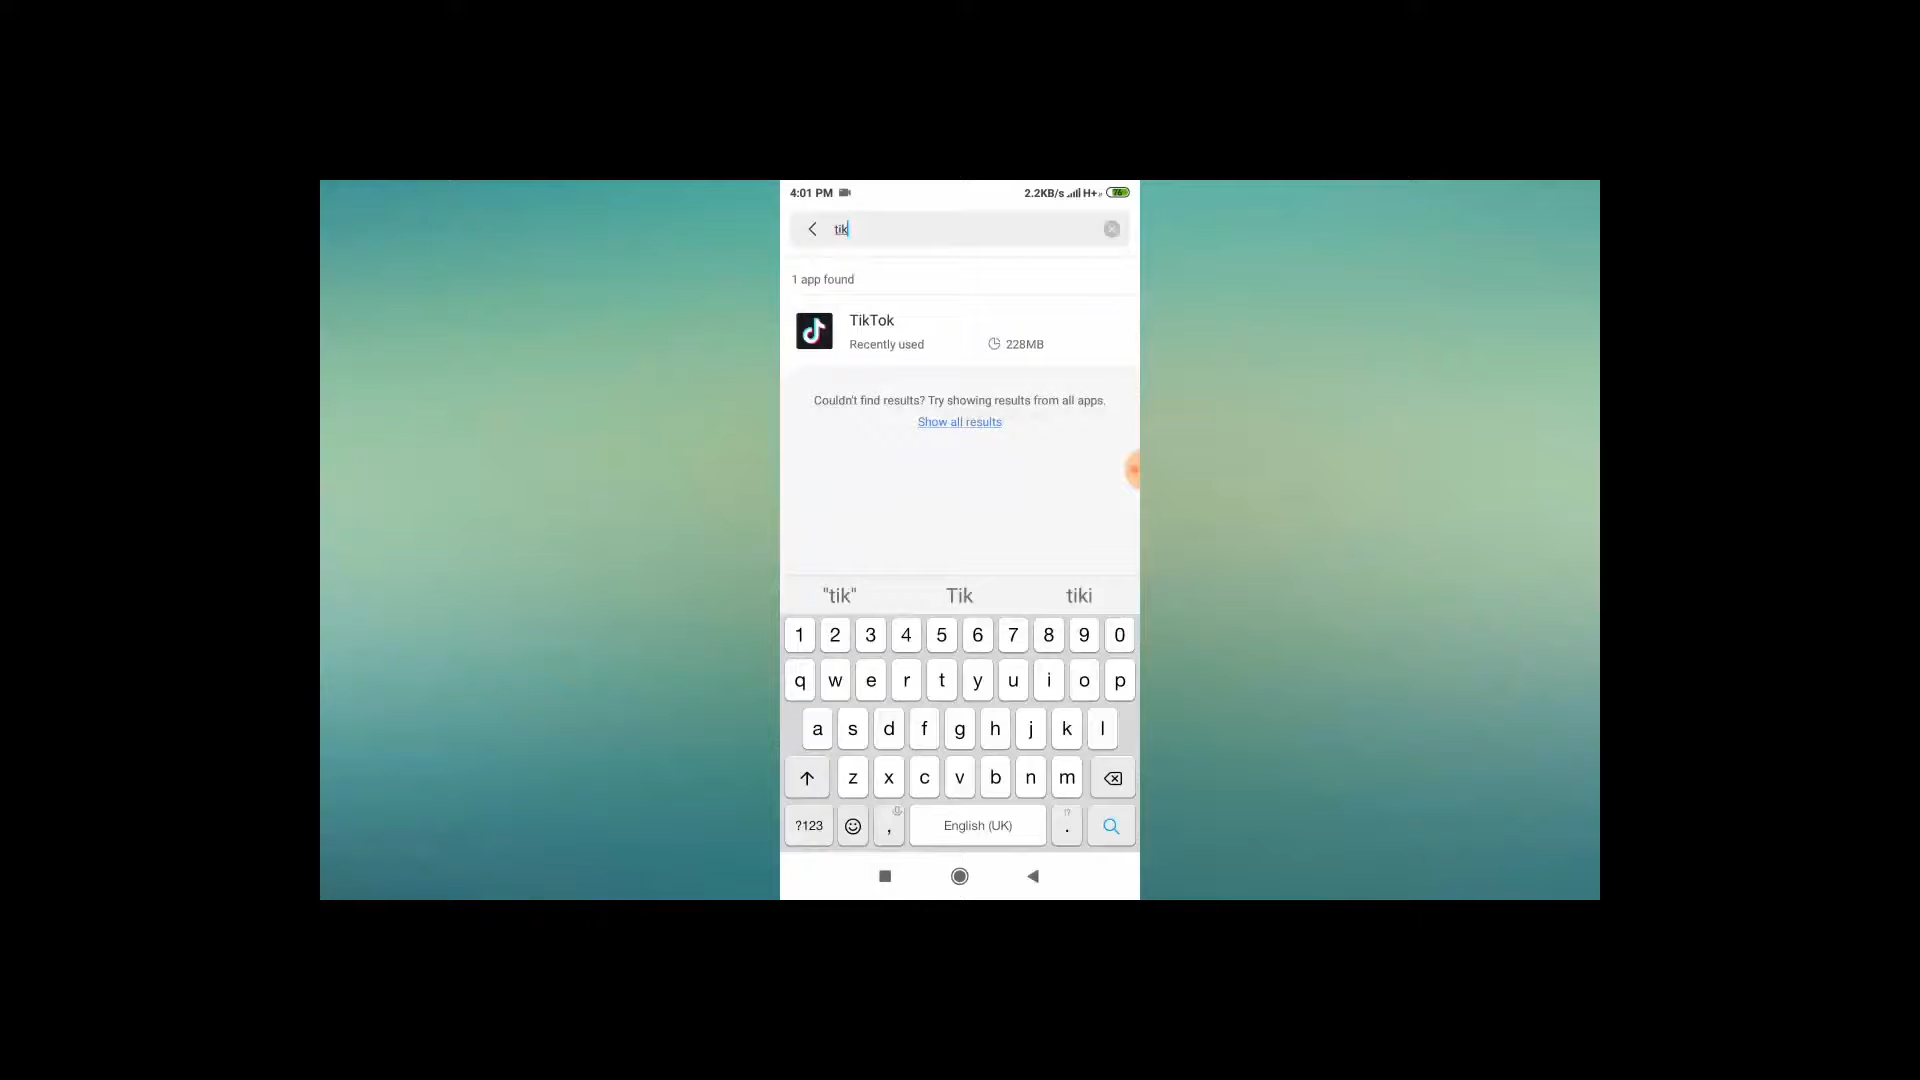 4:01 PM 2.2KB/s H+ 76
tik
1 app found
TikTok
Recently used 228MB
Couldn't find results? Try showing results from all apps.
Show all results
"tik" Tik tiki
1 2 3 4 5 6 7 8 9 0
q w e r t y u i o p
a s d f g h j k l
z x c v b n m
?123 , English (UK) !? .